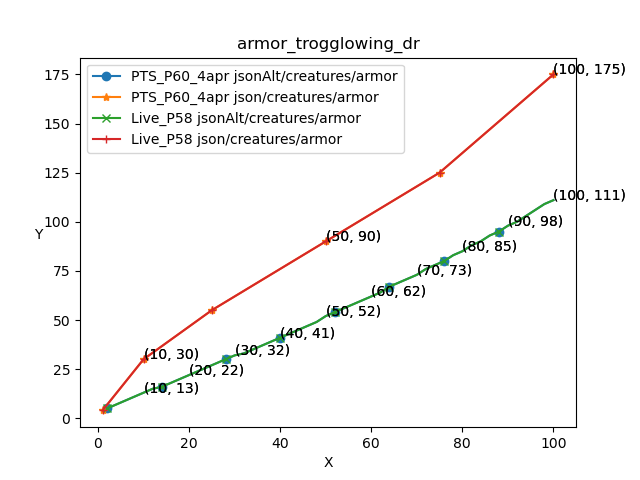 armor_trogglowing_dr
PTS_P60_4apr jsonAlt/creatures/armor
PTS_P60_4apr json/creatures/armor
Live_P58 jsonAlt/creatures/armor
Live_P58 json/creatures/armor
(100, 175)
(100, 111)
(90, 98)
(50, 90)
(80, 85)
(70, 73)
(60, 62)
(50, 52)
(40, 41)
(30, 32)
(10, 30)
(20, 22)
(10, 13)
175
150
125
100
75
50
25
0
Y
0 20 40 60 80 100
X